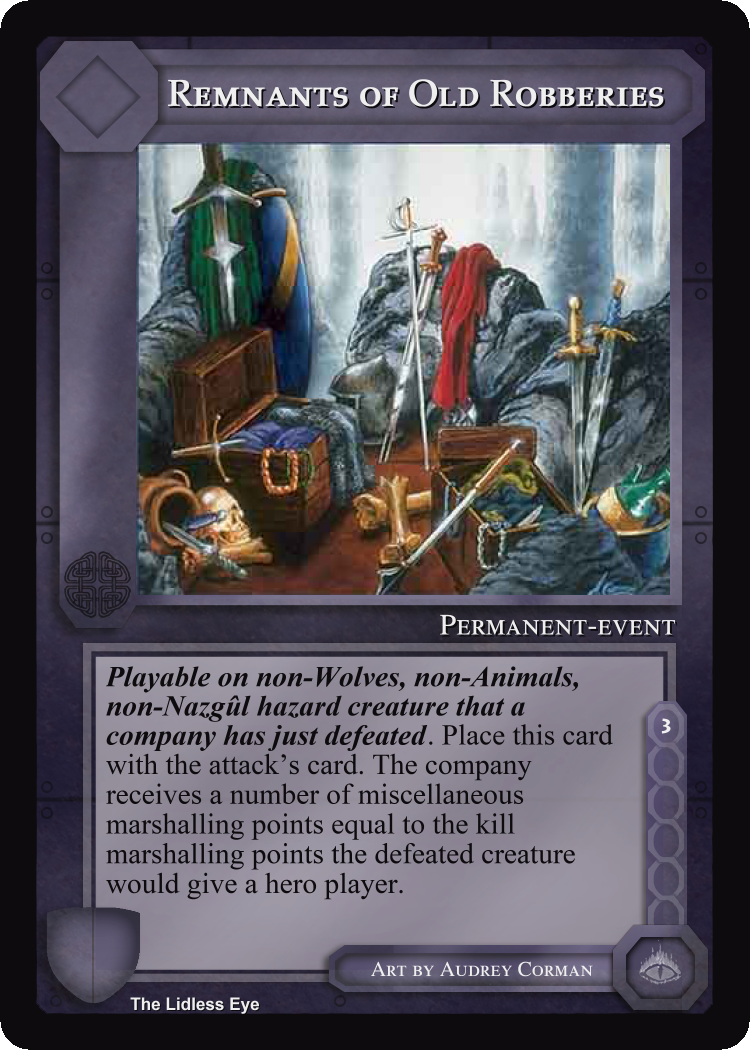 Remnants of Old Robberies
Permanent-event
Playable on non-Wolves, non-Animals,
non-Nazgûl hazard creature that a
company has just defeated. Place this card
with the attack’s card. The company
receives a number of miscellaneous
marshalling points equal to the kill
marshalling points the defeated creature
would give a hero player.
3
Art by Audrey Corman
The Lidless Eye